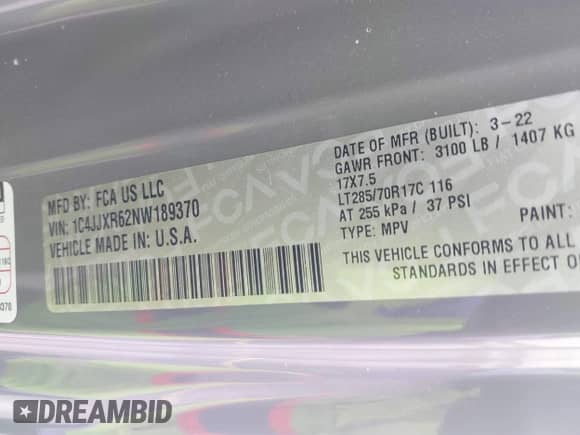 MFD BY: FCA US LLC
VIN: 1C4JJXR62NW189370
VEHICLE MADE IN: U.S.A.
DATE OF MFR (BUILT): 3-22
GAWR FRONT: 3100 LB / 1407 KG
17X7.5
LT285/70R17C 116
AT 255 kPa / 37 PSI
TYPE: MPV
PAINT:
THIS VEHICLE CONFORMS TO ALL
STANDARDS IN EFFECT O
9370
DREAMBID